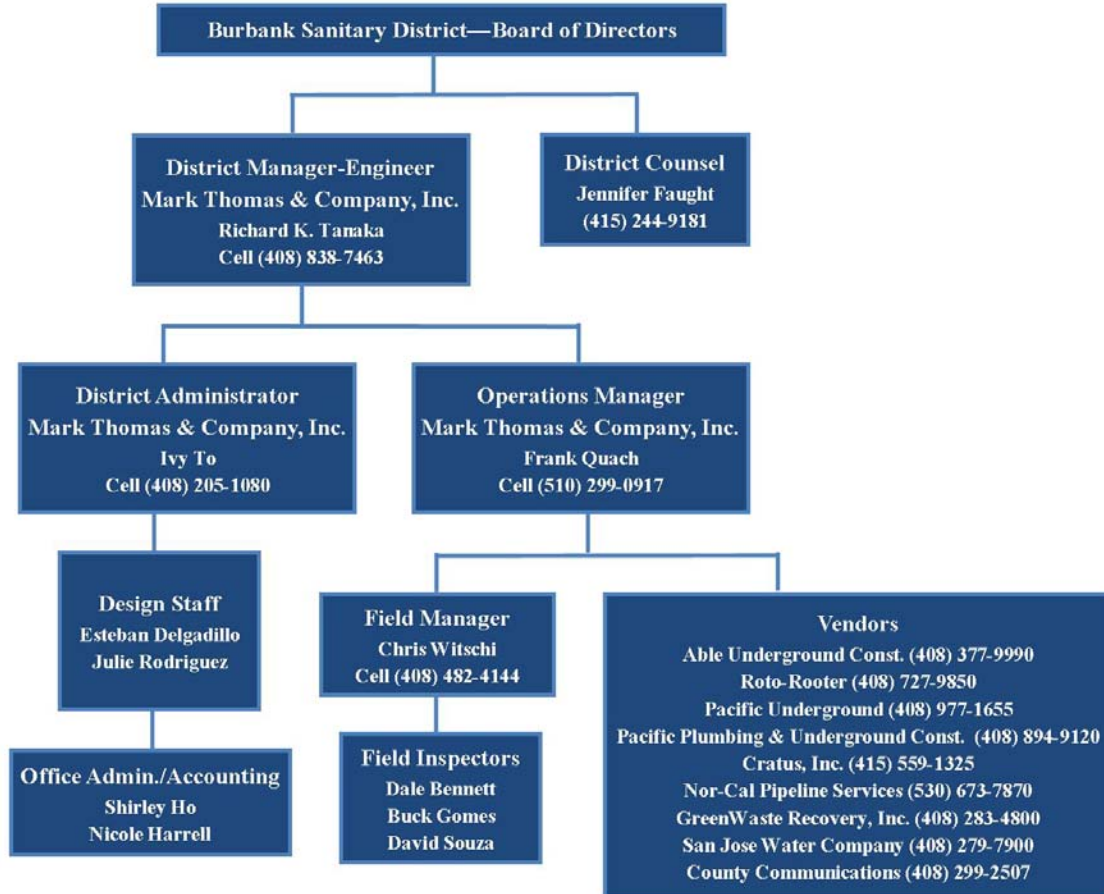 Burbank Sanitary District—Board of Directors
District Manager-Engineer
Mark Thomas & Company, Inc.
Richard K. Tanaka
Cell (408) 838-7463
District Counsel
Jennifer Faught
(415) 244-9181
District Administrator
Mark Thomas & Company, Inc.
Ivy To
Cell (408) 205-1080
Operations Manager
Mark Thomas & Company, Inc.
Frank Quach
Cell (510) 299-0917
Design Staff
Esteban Delgadillo
Julie Rodriguez
Field Manager
Chris Witschi
Cell (408) 482-4144
Vendors
Able Underground Const. (408) 377-9990
Roto-Rooter (408) 727-9850
Pacific Underground (408) 977-1655
Pacific Plumbing & Underground Const. (408) 894-9120
Cratus, Inc. (415) 559-1325
Nor-Cal Pipeline Services (530) 673-7870
GreenWaste Recovery, Inc. (408) 283-4800
San Jose Water Company (408) 279-7900
County Communications (408) 299-2507
Office Admin./Accounting
Shirley Ho
Nicole Harrell
Field Inspectors
Dale Bennett
Buck Gomes
David Souza